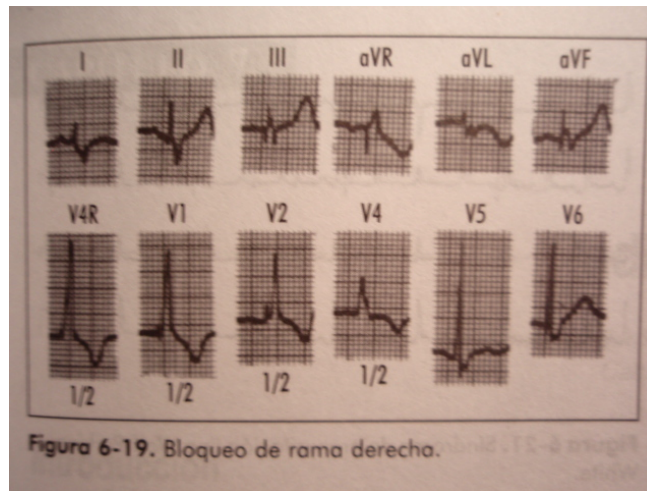 I II III aVR aVL aVF
V4R V1 V2 V4 V5 V6
1/2 1/2 1/2 1/2
Figura 6-19. Bloqueo de rama derecha.